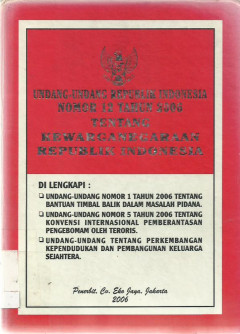 UNDANG-UNDANG REPUBLIK INDONESIA
NOMOR 12 TAHUN 2006
TENTANG
KEWARGANEGARAAN
REPUBLIK INDONESIA
DI LENGKAPI :
❑ UNDANG-UNDANG NOMOR 1 TAHUN 2006 TENTANG
BANTUAN TIMBAL BALIK DALAM MASALAH PIDANA.
❑ UNDANG-UNDANG NOMOR 5 TAHUN 2006 TENTANG
KONVENSI INTERNASIONAL PEMBERANTASAN
PENGEBOMAN OLEH TERORIS.
❑ UNDANG-UNDANG TENTANG PERKEMBANGAN
KEPENDUDUKAN DAN PEMBANGUNAN KELUARGA
SEJAHTERA.
Penerbit, Cv. Eko Jaya, Jakarta
2006